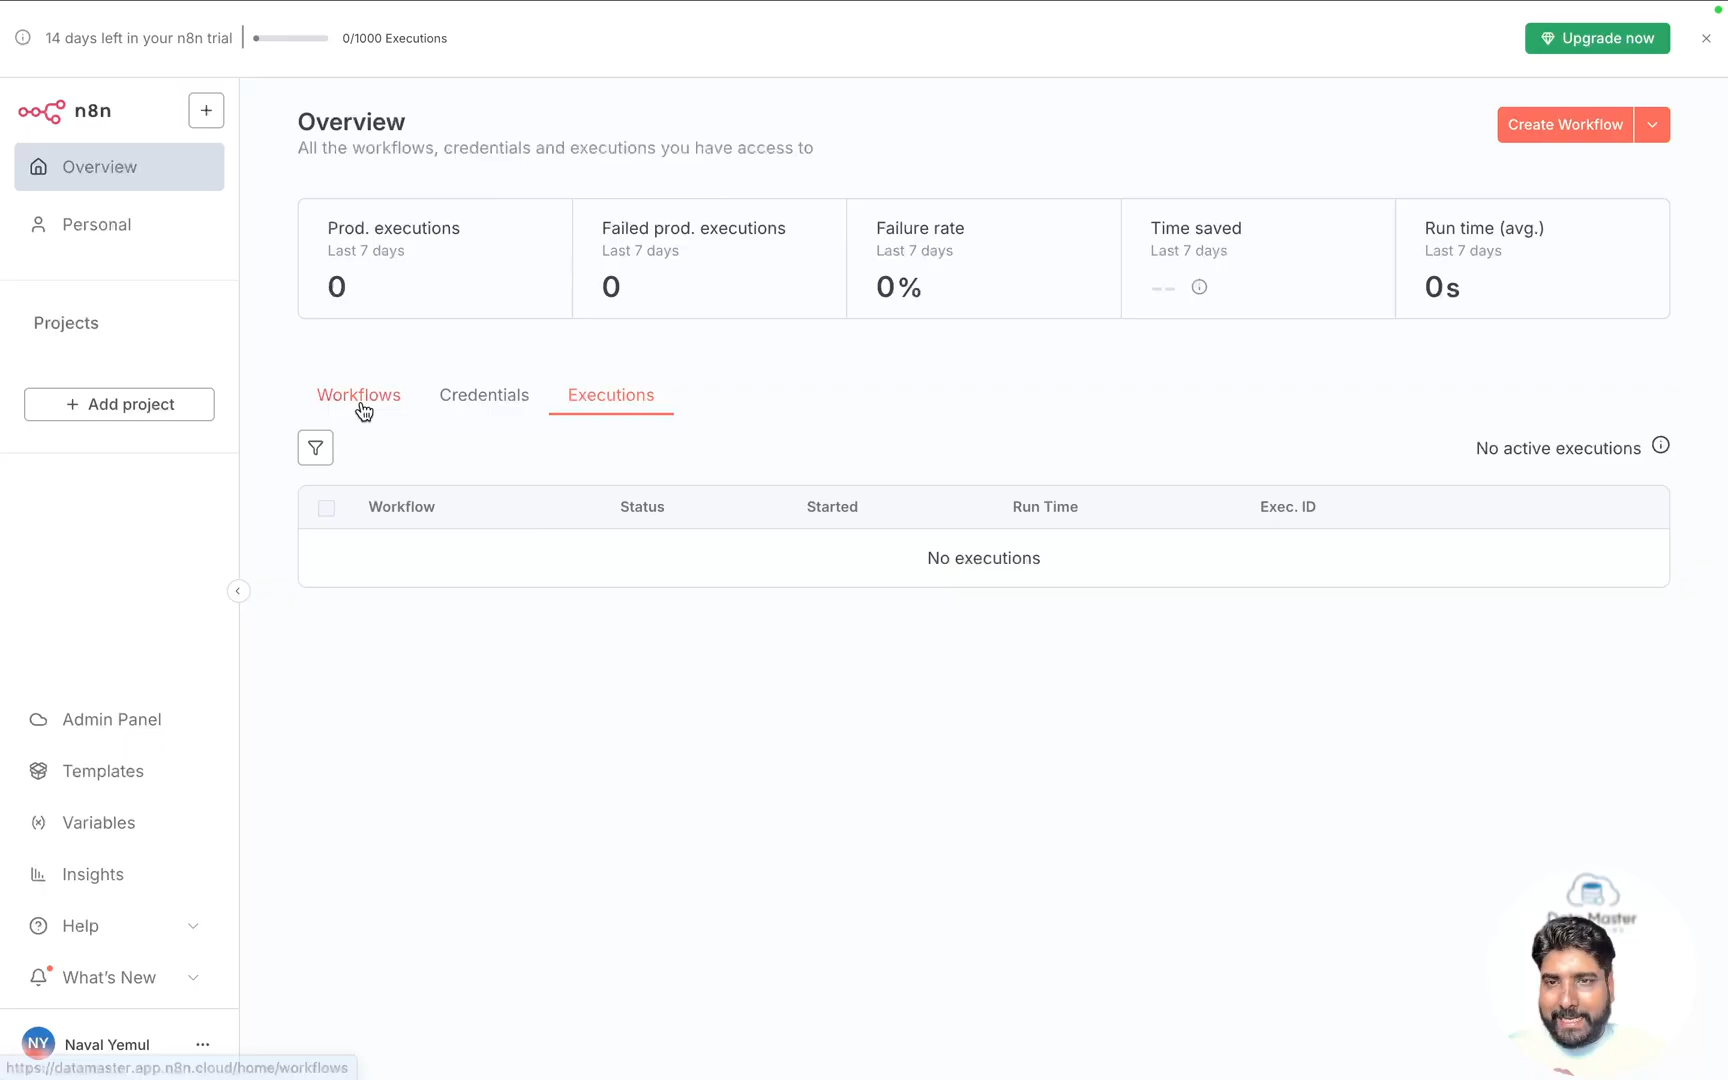 14 days left in your n8n trial
0/1000 Executions
Upgrade now
n8n
Overview
Personal
Projects
Add project
Admin Panel
Templates
Variables
Insights
Help
What's New
NY
Naval Yemul
https://datamaster.app.n8n.cloud/home/workflows
Overview
All the workflows, credentials and executions you have access to
Create Workflow
Prod. executions
Last 7 days
0
Failed prod. executions
Last 7 days
0
Failure rate
Last 7 days
0%
Time saved
Last 7 days
--
Run time (avg.)
Last 7 days
0s
Workflows Credentials Executions
No active executions
Workflow Status Started Run Time Exec. ID
No executions
Master